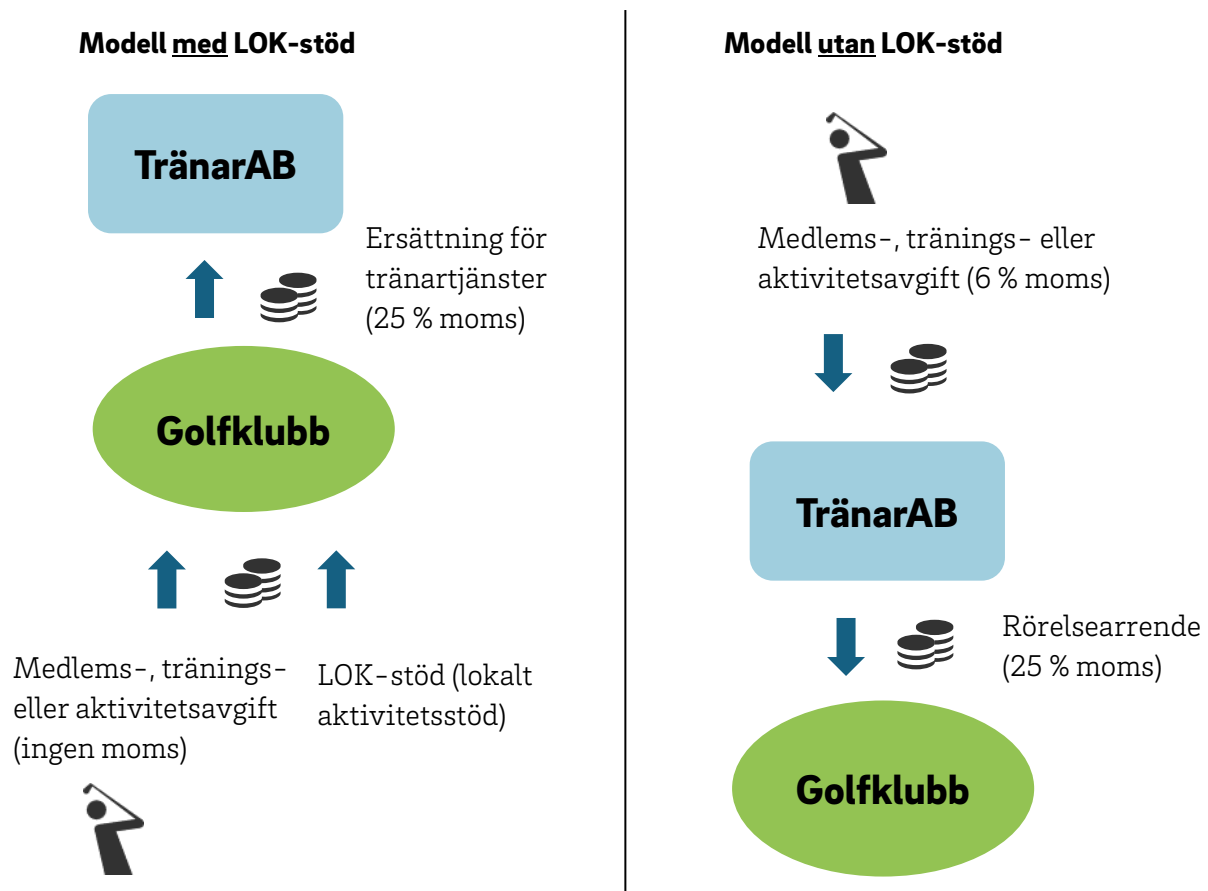 Modell med LOK-stöd
TränarAB
Ersättning för
tränartjänster
(25 % moms)
Golfklubb
Medlems-, tränings-
eller aktivitetsavgift
(ingen moms)
LOK-stöd (lokalt
aktivitetsstöd)
Modell utan LOK-stöd
Medlems-, tränings- eller
aktivitetsavgift (6 % moms)
TränarAB
Rörelsearrende
(25 % moms)
Golfklubb